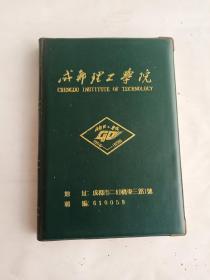 成都理工學院
CHENGDU INSTITUTE OF TECHNOLOGY
地 址：成都市二仙橋東三路1號
郵 編：610059